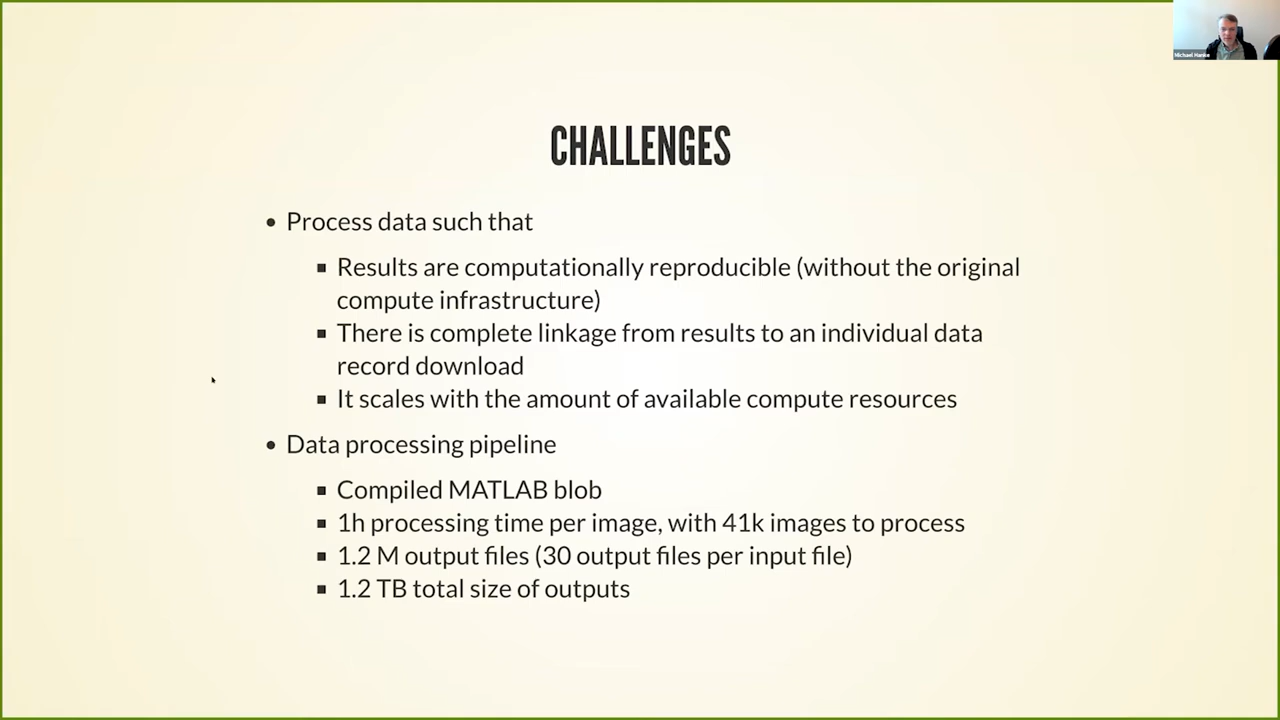 Michael Hanke
CHALLENGES
• Process data such that
▪ Results are computationally reproducible (without the original
compute infrastructure)
▪ There is complete linkage from results to an individual data
record download
▪ It scales with the amount of available compute resources
• Data processing pipeline
▪ Compiled MATLAB blob
▪ 1h processing time per image, with 41k images to process
▪ 1.2 M output files (30 output files per input file)
▪ 1.2 TB total size of outputs